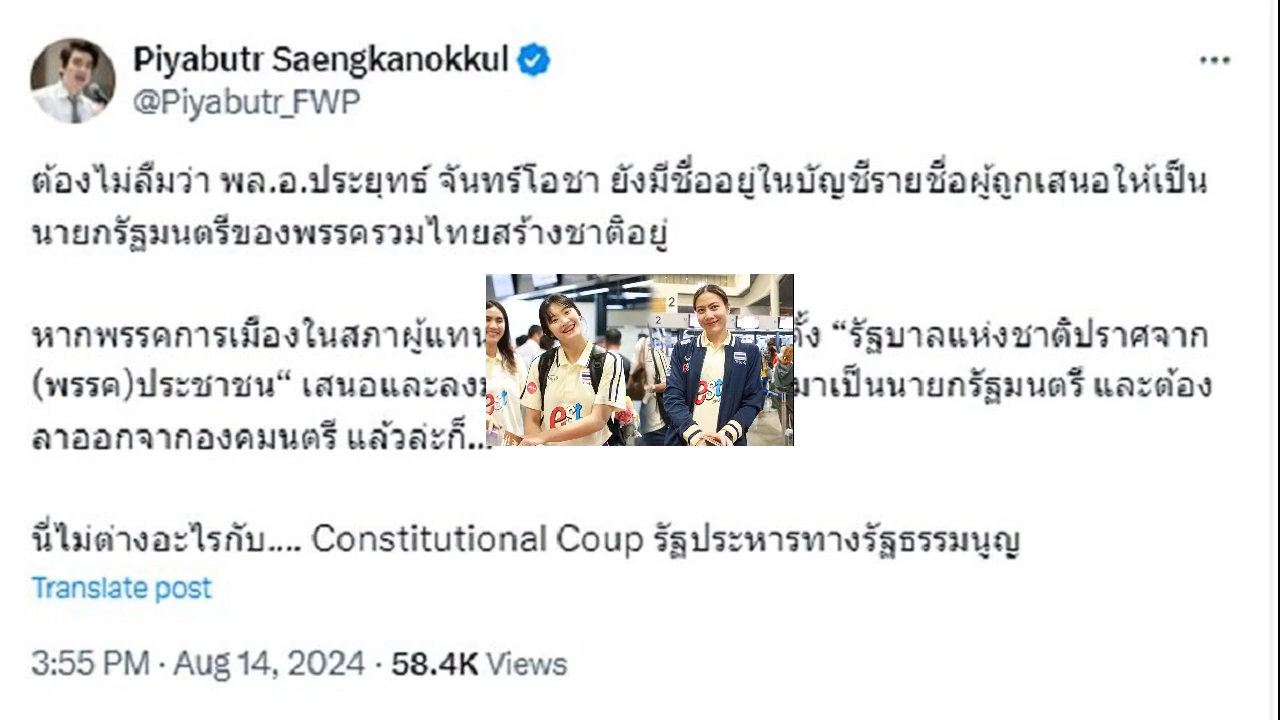 Piyabutr Saengkanokkul
@Piyabutr_FWP
ต้องไม่ลืมว่า พล.อ.ประยุทธ์ จันทร์โอชา ยังมีชื่ออยู่ในบัญชีรายชื่อผู้ถูกเสนอให้เป็น
นายกรัฐมนตรีของพรรครวมไทยสร้างชาติอยู่
หากพรรคการเมืองในสภาผู้แทน “รัฐบาลแห่งชาติปราศจาก
(พรรค)ประชาชน“ เสนอและลง มาเป็นนายกรัฐมนตรี และต้อง
ลาออกจากองคมนตรี แล้วล่ะก็...
นี่ไม่ต่างอะไรกับ.... Constitutional Coup รัฐประหารทางรัฐธรรมนูญ
Translate post
3:55 PM · Aug 14, 2024 · 58.4K Views
2
2
est
est